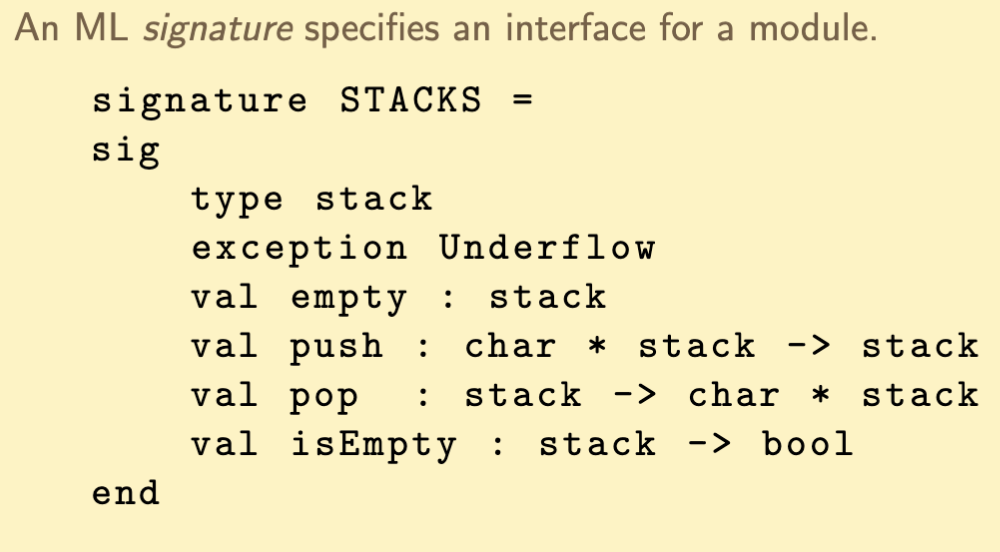 An ML signature specifies an interface for a module.
signature STACKS =
sig
type stack
exception Underflow
val empty : stack
val push : char * stack -> stack
val pop : stack -> char * stack
val isEmpty : stack -> bool
end